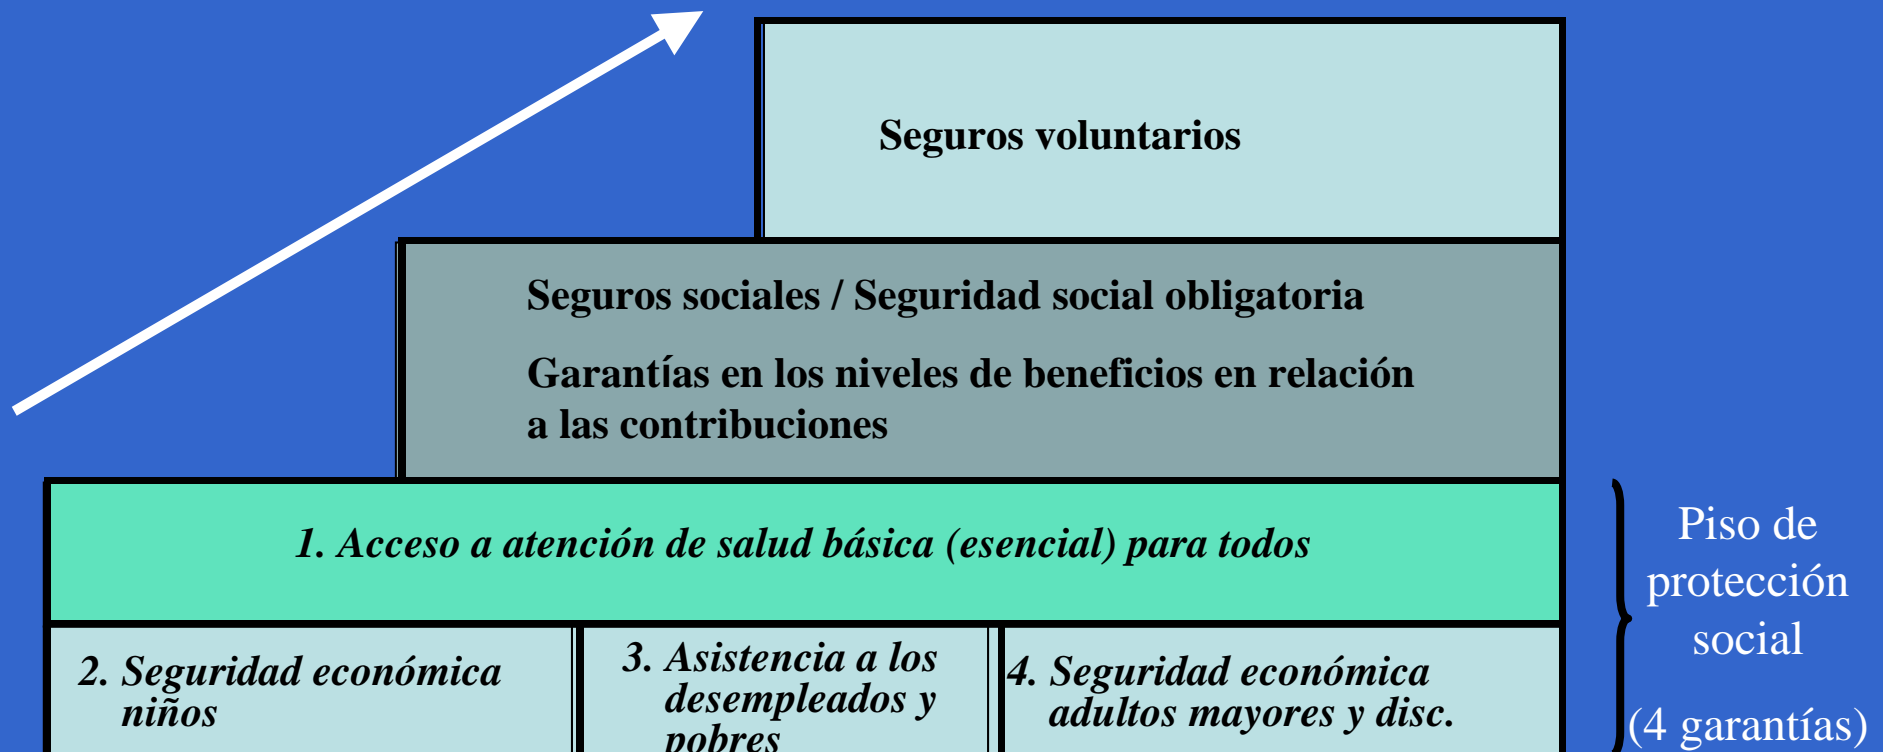 Seguros voluntarios
Seguros sociales / Seguridad social obligatoria
Garantías en los niveles de beneficios en relación
a las contribuciones
1. Acceso a atención de salud básica (esencial) para todos
2. Seguridad económica
niños
3. Asistencia a los
desempleados y
pobres
4. Seguridad económica
adultos mayores y disc.
Piso de
protección
social
(4 garantías)